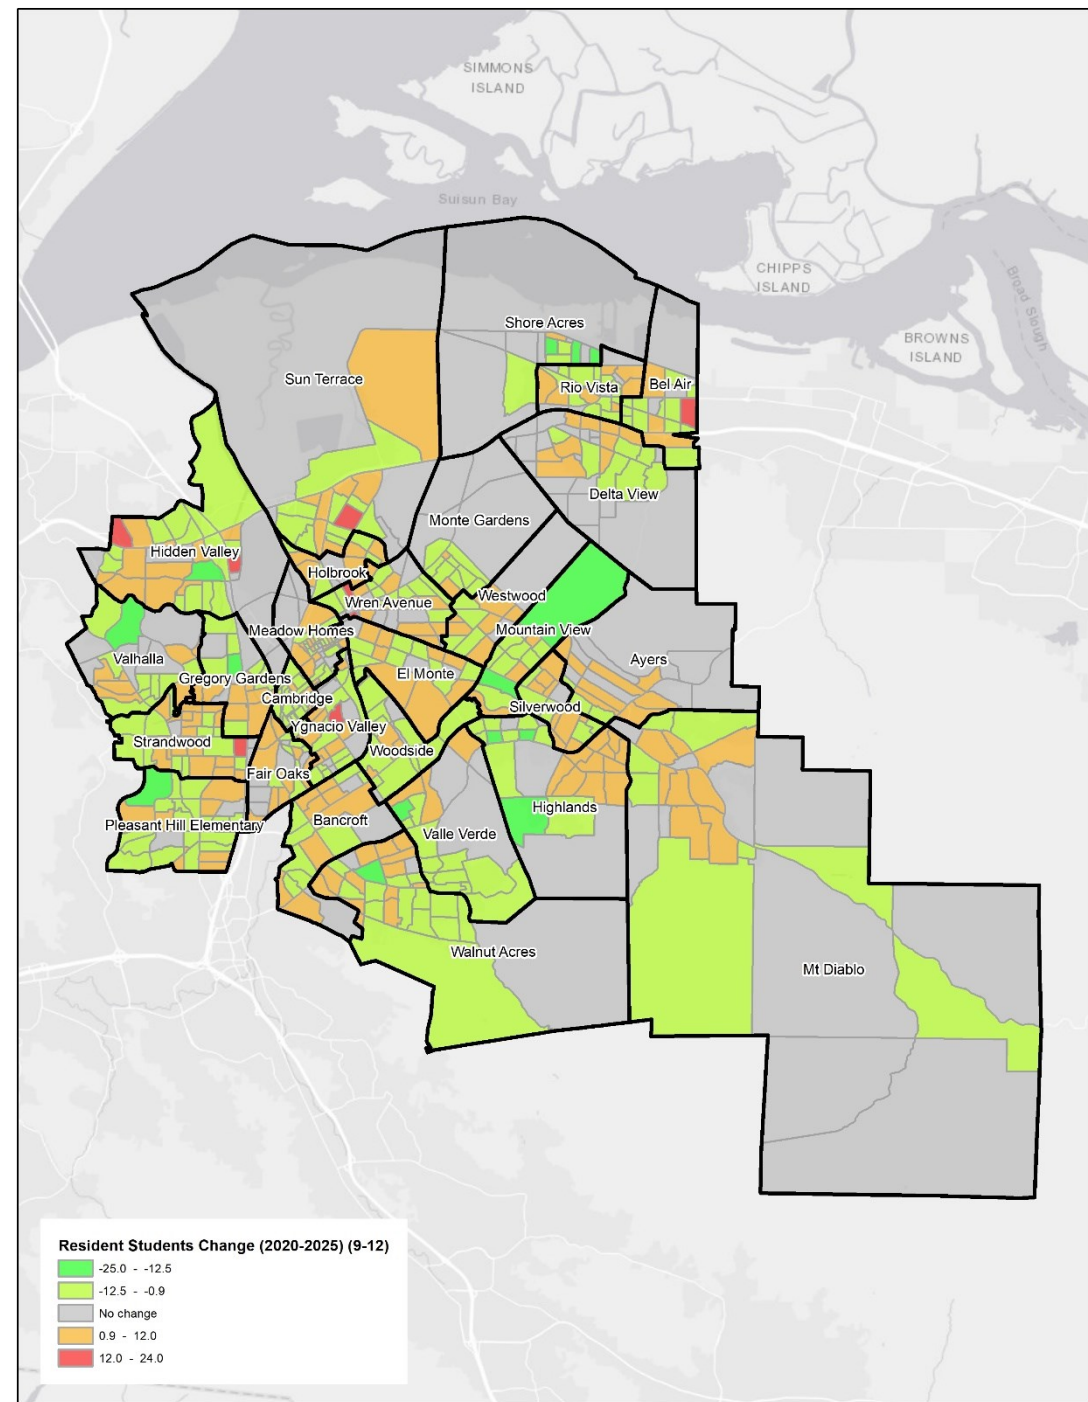 SIMMONS
ISLAND
Suisun Bay
CHIPPS
ISLAND
Broad Slough
BROWNS
ISLAND
Shore Acres
Sun Terrace
Rio Vista
Bel Air
Delta View
Monte Gardens
Hidden Valley
Holbrook
Westwood
Wren Avenue
Meadow Homes
Mountain View
Valhalla
Ayers
Gregory Gardens
El Monte
Cambridge
Silverwood
Ygnacio Valley
Strandwood
Woodside
Fair Oaks
Highlands
Pleasant Hill Elementary
Bancroft
Valle Verde
Walnut Acres
Mt Diablo
Resident Students Change (2020-2025) (9-12)
-25.0 - -12.5
-12.5 - -0.9
No change
0.9 - 12.0
12.0 - 24.0